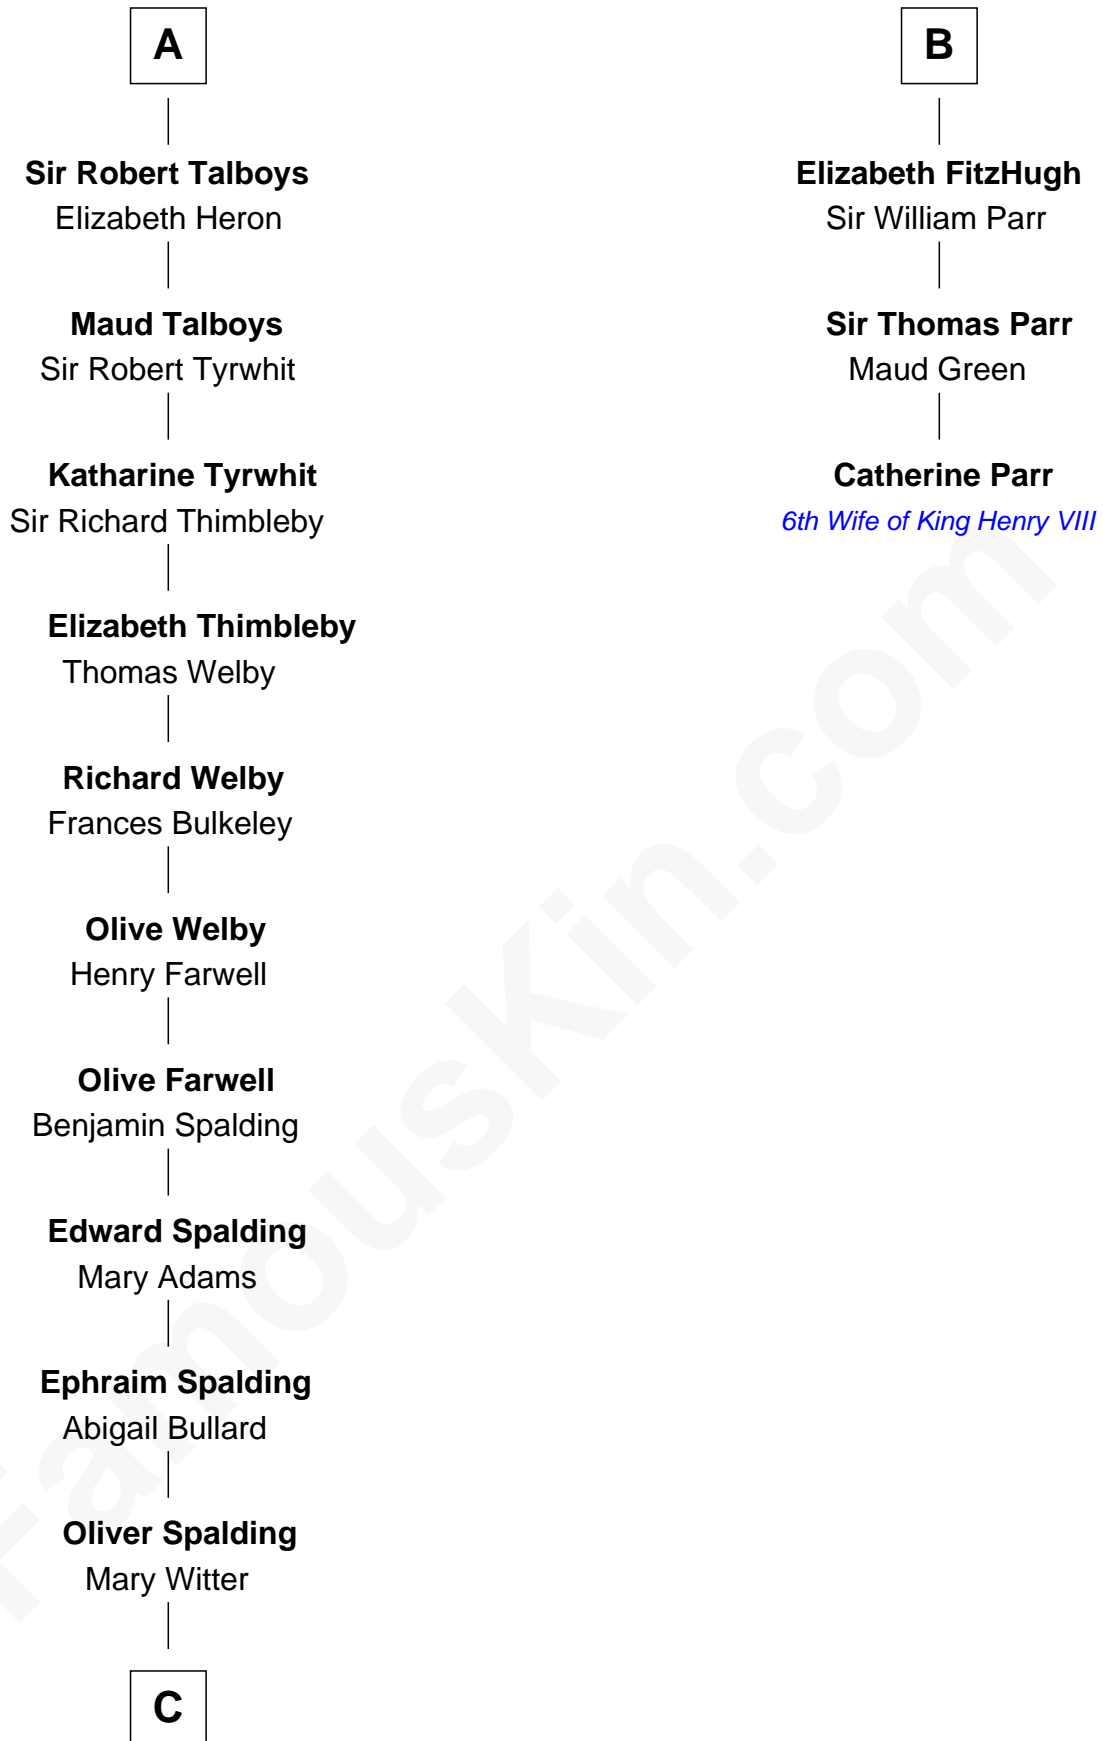 A
Sir Robert Talboys
Elizabeth Heron
Maud Talboys
Sir Robert Tyrwhit
Katharine Tyrwhit
Sir Richard Thimbleby
Elizabeth Thimbleby
Thomas Welby
Richard Welby
Frances Bulkeley
Olive Welby
Henry Farwell
Olive Farwell
Benjamin Spalding
Edward Spalding
Mary Adams
Ephraim Spalding
Abigail Bullard
Oliver Spalding
Mary Witter
C
B
Elizabeth FitzHugh
Sir William Parr
Sir Thomas Parr
Maud Green
Catherine Parr
6th Wife of King Henry VIII
FamousKin.com